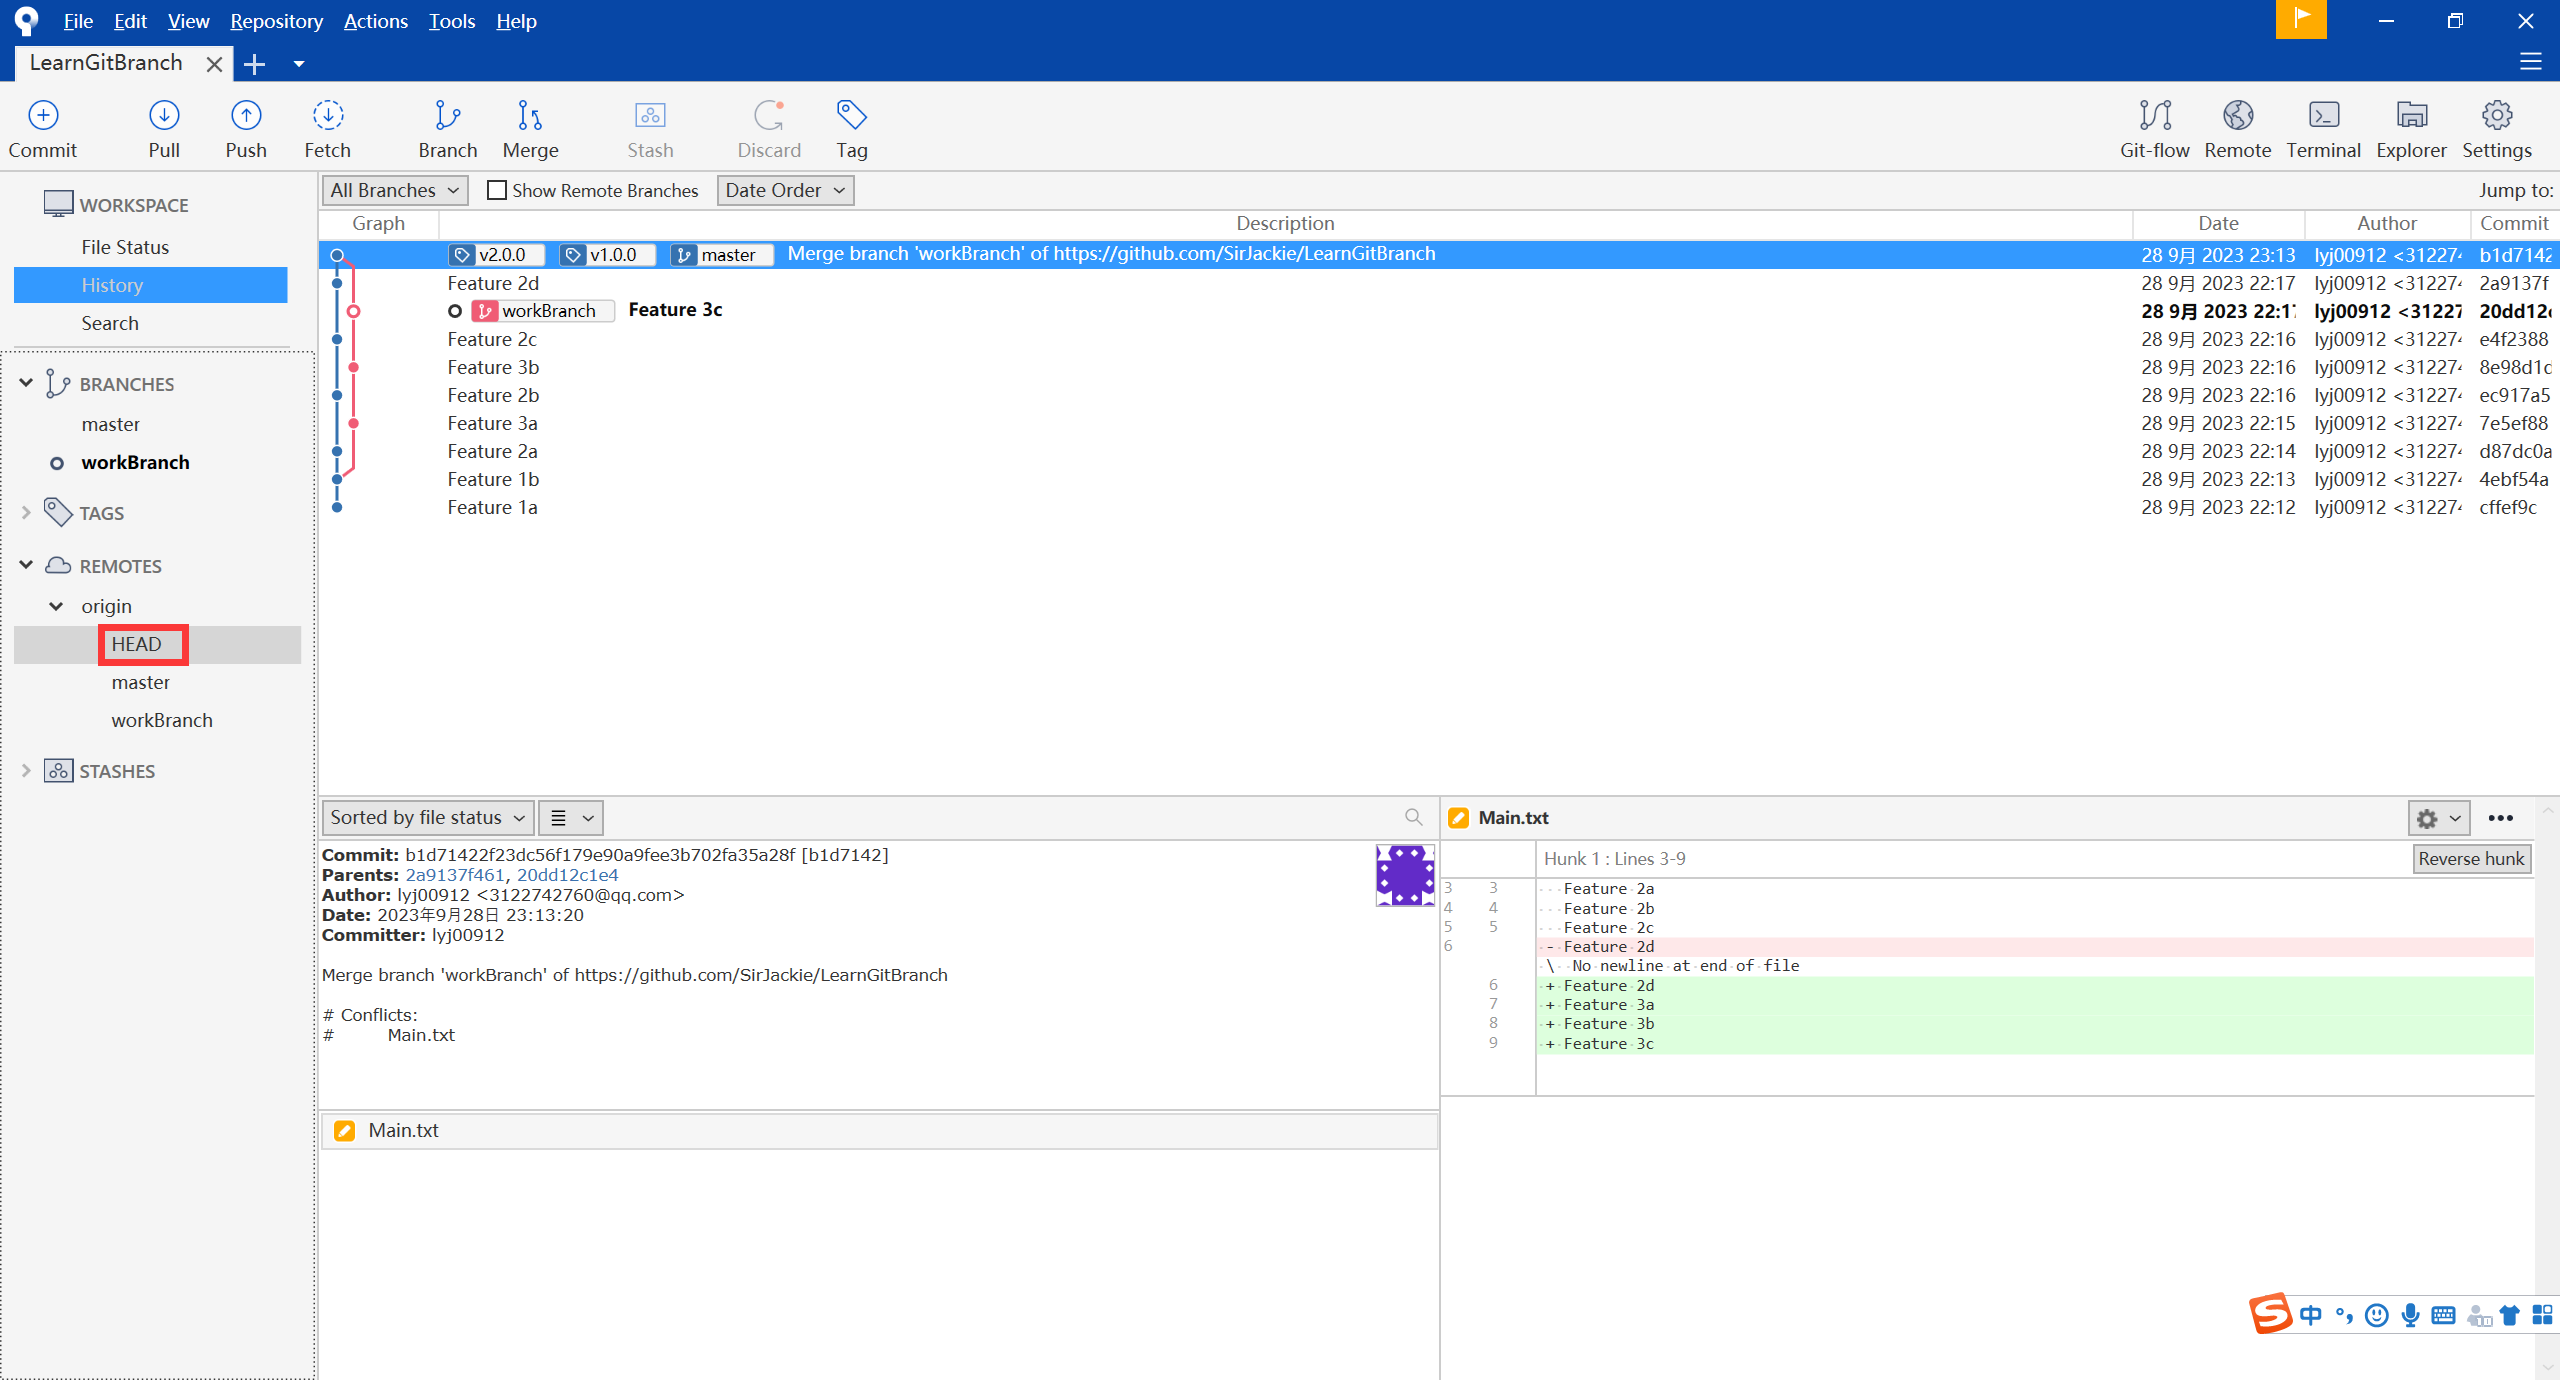 File Edit View Repository Actions Tools Help
LearnGitBranch
Commit Pull Push Fetch Branch Merge Stash Discard Tag Git-flow Remote Terminal Explorer Settings
WORKSPACE
File Status
History
Search
BRANCHES
master
workBranch
TAGS
REMOTES
origin
HEAD
master
workBranch
STASHES
All Branches Show Remote Branches Date Order Jump to:
Graph Description Date Author Commit
v2.0.0 v1.0.0 master Merge branch 'workBranch' of https://github.com/SirJackie/LearnGitBranch 28 9月 2023 23:13 lyj00912 <31227 b1d7142
Feature 2d 28 9月 2023 22:17 lyj00912 <31227 2a9137f
workBranch Feature 3c 28 9月 2023 22:17 lyj00912 <31227 20dd12c
Feature 2c 28 9月 2023 22:16 lyj00912 <31227 e4f2388
Feature 3b 28 9月 2023 22:16 lyj00912 <31227 8e98d1d
Feature 2b 28 9月 2023 22:16 lyj00912 <31227 ec917a5
Feature 3a 28 9月 2023 22:15 lyj00912 <31227 7e5ef88
Feature 2a 28 9月 2023 22:14 lyj00912 <31227 d87dc0a
Feature 1b 28 9月 2023 22:13 lyj00912 <31227 4ebf54a
Feature 1a 28 9月 2023 22:12 lyj00912 <31227 cffef9c
Sorted by file status
Commit: b1d71422f23dc56f179e90a9fee3b702fa35a28f [b1d7142]
Parents: 2a9137f461, 20dd12c1e4
Author: lyj00912 <3122742760@qq.com>
Date: 2023年9月28日 23:13:20
Committer: lyj00912
Merge branch 'workBranch' of https://github.com/SirJackie/LearnGitBranch
# Conflicts:
# Main.txt
Main.txt
Main.txt
Hunk 1 : Lines 3-9 Reverse hunk
3 3 Feature 2a
4 4 Feature 2b
5 5 Feature 2c
6 - Feature 2d
\ No newline at end of file
6 + Feature 2d
7 + Feature 3a
8 + Feature 3b
9 + Feature 3c
S 中